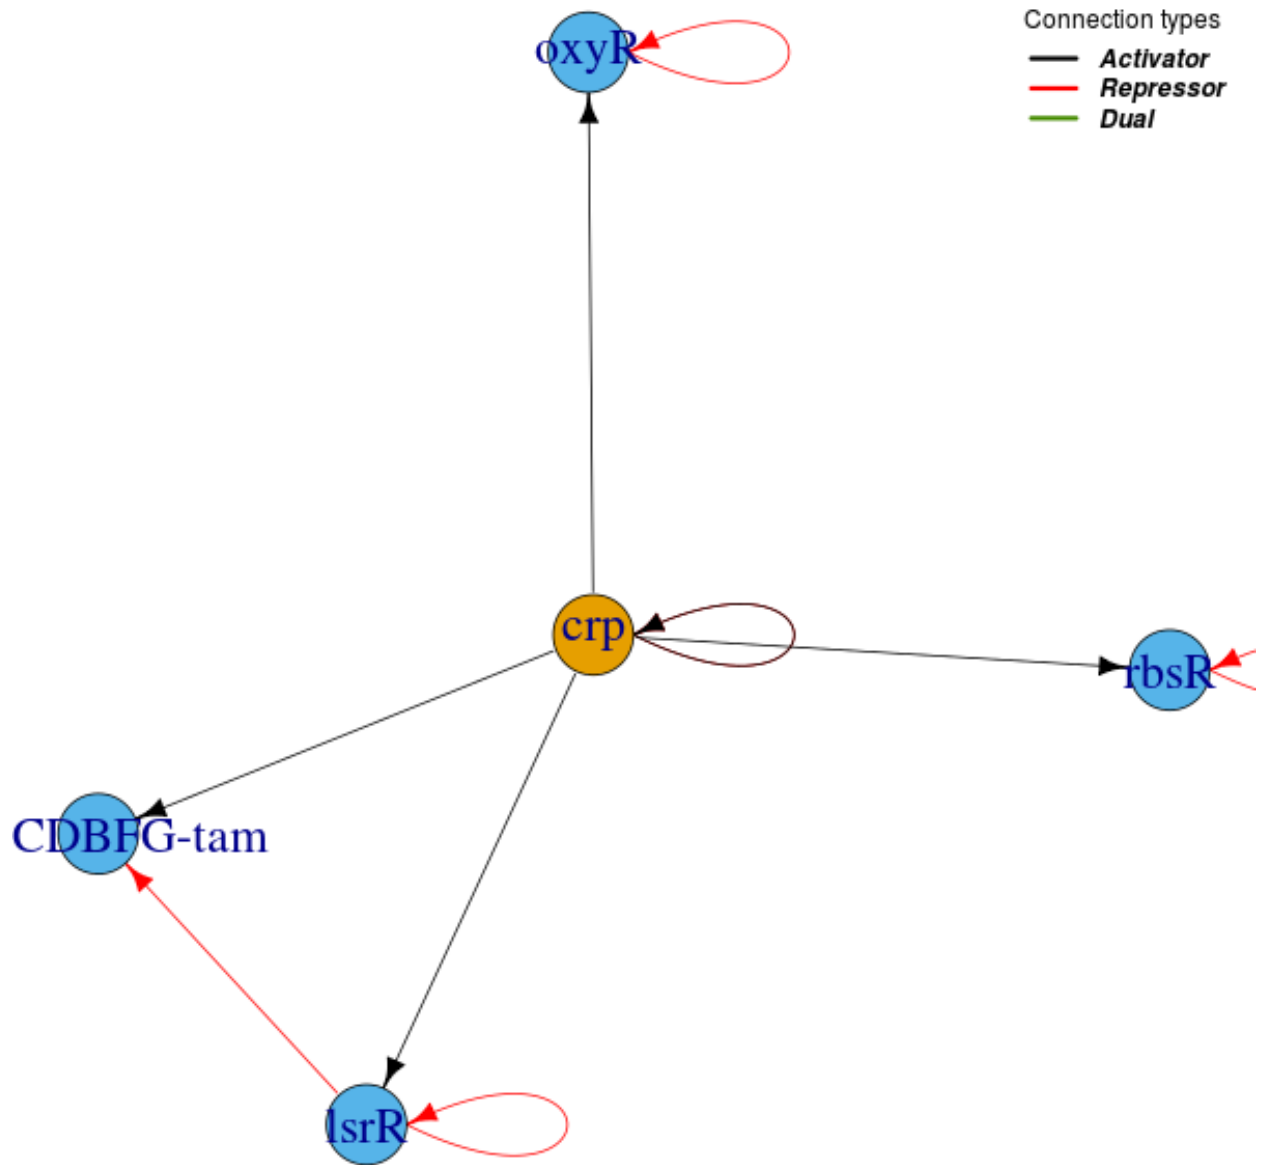 oxyR
Connection types
Activator
Repressor
Dual
crp
rbsR
CDBFG-tam
lsrR